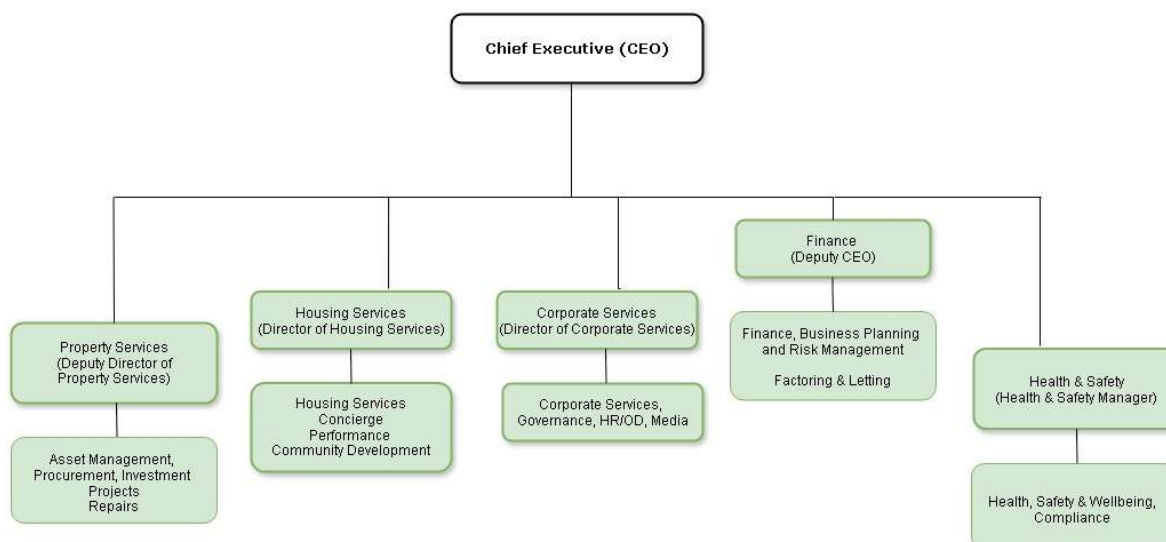 Chief Executive (CEO)
Finance
(Deputy CEO)
Housing Services
(Director of Housing Services)
Corporate Services
(Director of Corporate Services)
Property Services
(Deputy Director of
Property Services)
Finance, Business Planning
and Risk Management
Factoring & Letting
Health & Safety
(Health & Safety Manager)
Housing Services
Concierge
Performance
Community Development
Corporate Services,
Governance, HR/OD, Media
Asset Management,
Procurement, Investment
Projects
Repairs
Health, Safety & Wellbeing,
Compliance